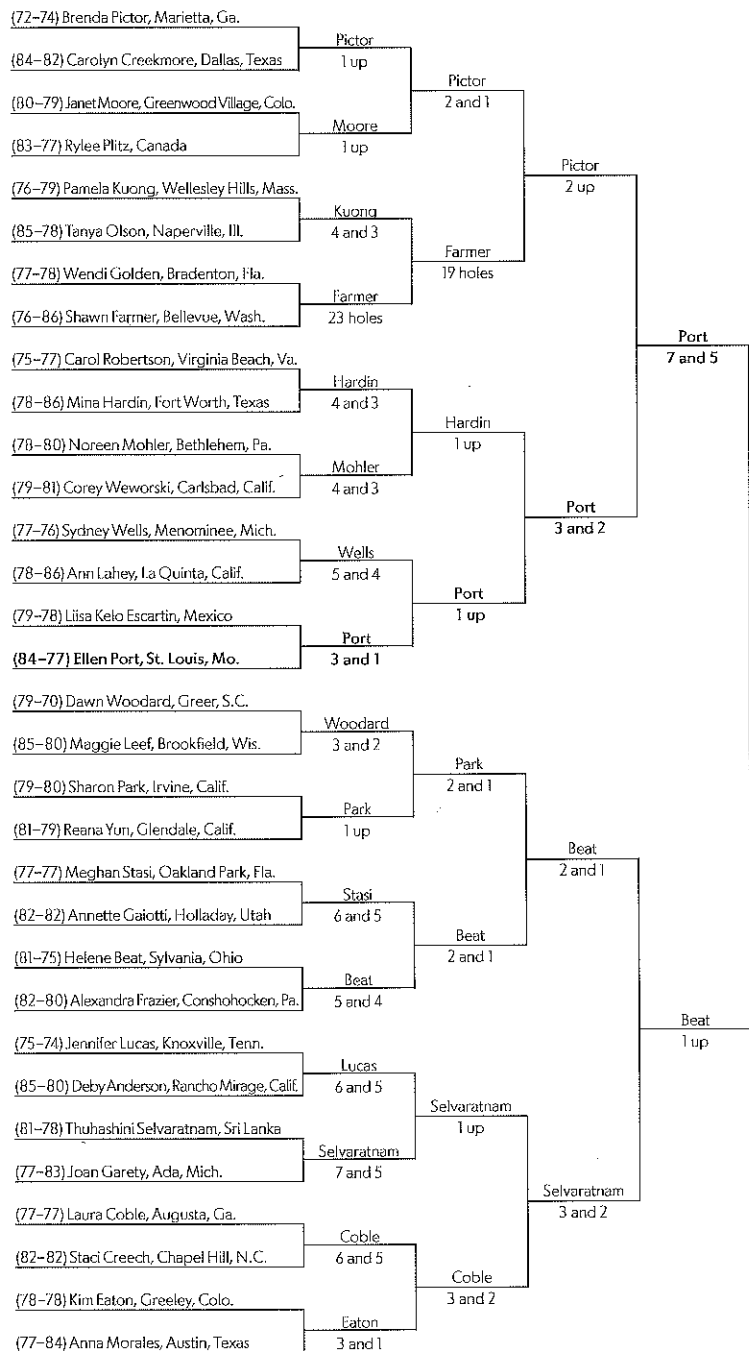 (72–74) Brenda Pictor, Marietta, Ga.
(84–82) Carolyn Creekmore, Dallas, Texas
(80–79) Janet Moore, Greenwood Village, Colo.
(83–77) Rylee Plitz, Canada
(76–79) Pamela Kuong, Wellesley Hills, Mass.
(85–78) Tanya Olson, Naperville, Ill.
(77–78) Wendi Golden, Bradenton, Fla.
(76–86) Shawn Farmer, Bellevue, Wash.
(75–77) Carol Robertson, Virginia Beach, Va.
(78–86) Mina Hardin, Fort Worth, Texas
(78–80) Noreen Mohler, Bethlehem, Pa.
(79–81) Corey Weworski, Carlsbad, Calif.
(77–76) Sydney Wells, Menominee, Mich.
(78–86) Ann Lahey, La Quinta, Calif.
(79–78) Liisa Kelo Escartin, Mexico
(84–77) Ellen Port, St. Louis, Mo.
(79–70) Dawn Woodard, Greer, S.C.
(85–80) Maggie Leef, Brookfield, Wis.
(79–80) Sharon Park, Irvine, Calif.
(81–79) Reana Yun, Glendale, Calif.
(77–77) Meghan Stasi, Oakland Park, Fla.
(82–82) Annette Gaiotti, Holladay, Utah
(81–75) Helene Beat, Sylvania, Ohio
(82–80) Alexandra Frazier, Conshohocken, Pa.
(75–74) Jennifer Lucas, Knoxville, Tenn.
(85–80) Deby Anderson, Rancho Mirage, Calif.
(81–78) Thuhashini Selvaratnam, Sri Lanka
(77–83) Joan Garety, Ada, Mich.
(77–77) Laura Coble, Augusta, Ga.
(82–82) Staci Creech, Chapel Hill, N.C.
(78–78) Kim Eaton, Greeley, Colo.
(77–84) Anna Morales, Austin, Texas
Pictor
1 up
Moore
1 up
Kuong
4 and 3
Farmer
23 holes
Hardin
4 and 3
Mohler
4 and 3
Wells
5 and 4
Port
3 and 1
Woodard
3 and 2
Park
1 up
Stasi
6 and 5
Beat
5 and 4
Lucas
6 and 5
Selvaratnam
7 and 5
Coble
6 and 5
Eaton
3 and 1
Pictor
2 and 1
Farmer
19 holes
Hardin
1 up
Port
1 up
Park
2 and 1
Beat
2 and 1
Selvaratnam
1 up
Coble
3 and 2
Pictor
2 up
Port
3 and 2
Beat
2 and 1
Selvaratnam
3 and 2
Port
7 and 5
Beat
1 up